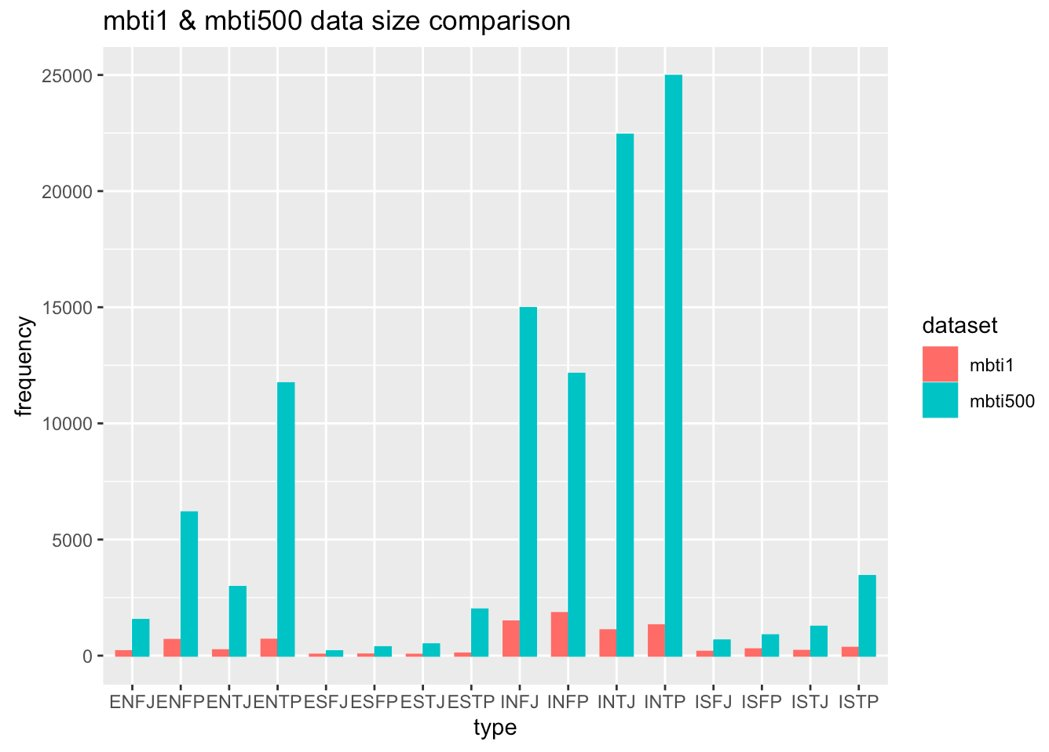 mbti1 & mbti500 data size comparison
25000
20000
15000
10000
5000
0
frequency
ENFJ ENFP ENTJ ENTP ESFJ ESFP ESTJ ESTP INFJ INFP INTJ INTP ISFJ ISFP ISTJ ISTP
type
dataset
mbti1
mbti500